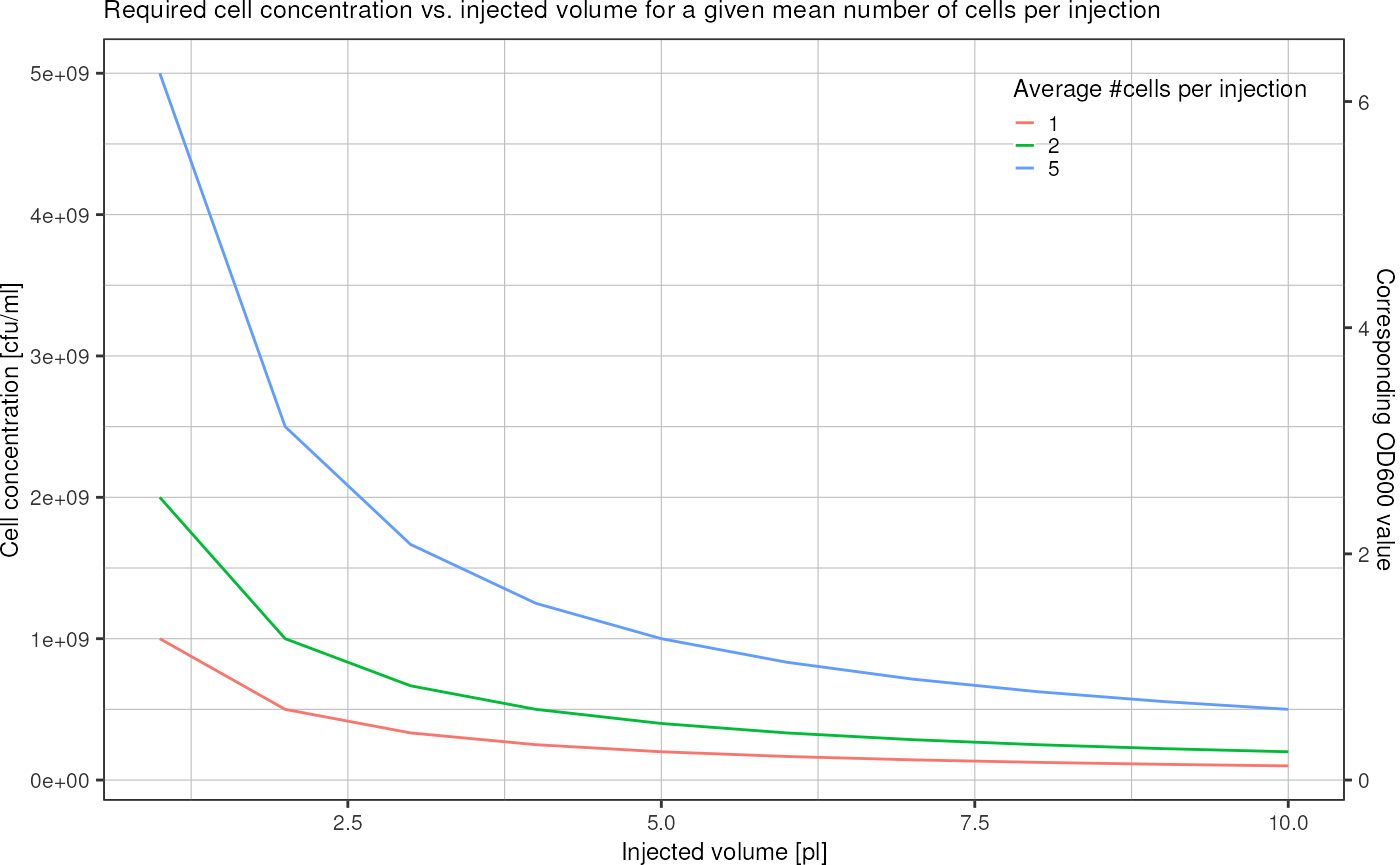 Required cell concentration vs. injected volume for a given mean number of cells per injection
5e+09
4e+09
3e+09
2e+09
1e+09
0e+00
Cell concentration [cfu/ml]
Average #cells per injection
1
2
5
6
4
2
0
Corresponding OD600 value
2.5
5.0
7.5
10.0
Injected volume [pl]